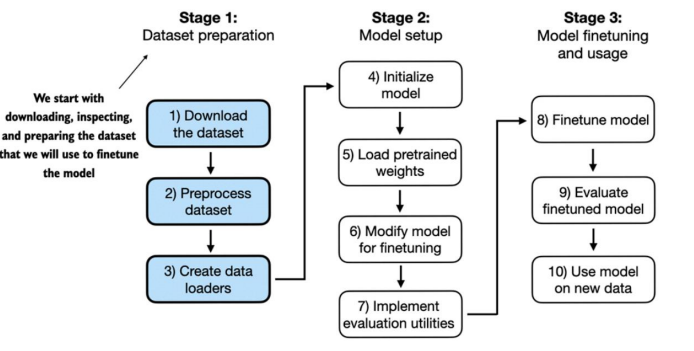 Stage 1:
Dataset preparation
Stage 2:
Model setup
Stage 3:
Model finetuning
and usage
We start with
downloading, inspecting,
and preparing the dataset
that we will use to finetune
the model
1) Download
the dataset
2) Preprocess
dataset
3) Create data
loaders
4) Initialize
model
5) Load pretrained
weights
6) Modify model
for finetuning
7) Implement
evaluation utilities
8) Finetune model
9) Evaluate
finetuned model
10) Use model
on new data